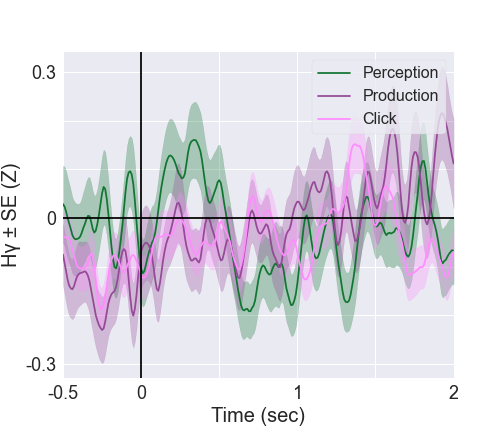 Perception
Production
Click
0.3
0
-0.3
Hγ ± SE (Z)
-0.5
0
1
2
Time (sec)